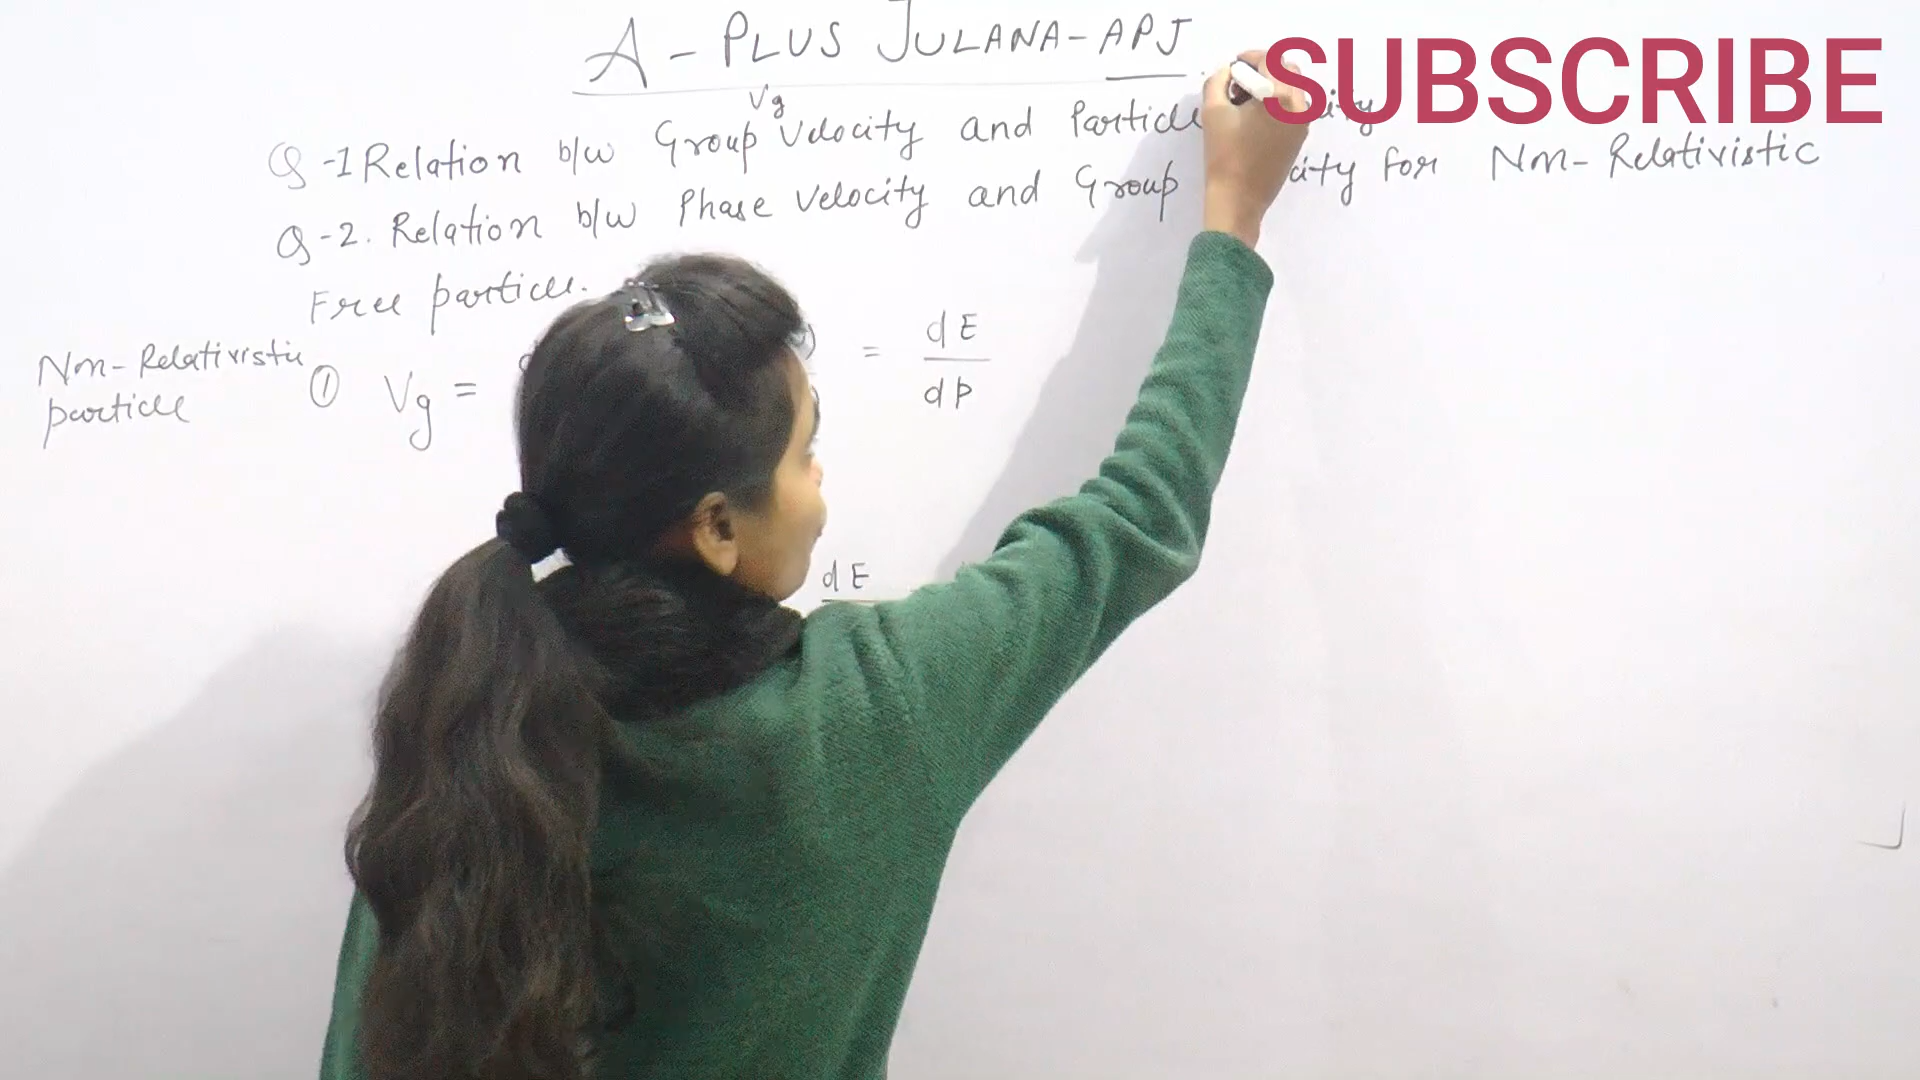 A - PLUS JULANA-APJ
SUBSCRIBE
Vg
Q-1 Relation b/w Group Velocity and Particle
Q-2. Relation b/w Phase Velocity and Group city For Non-Relativistic
Free particle.
Non-Relativistic
particle
① Vg = = dE
dp
dE